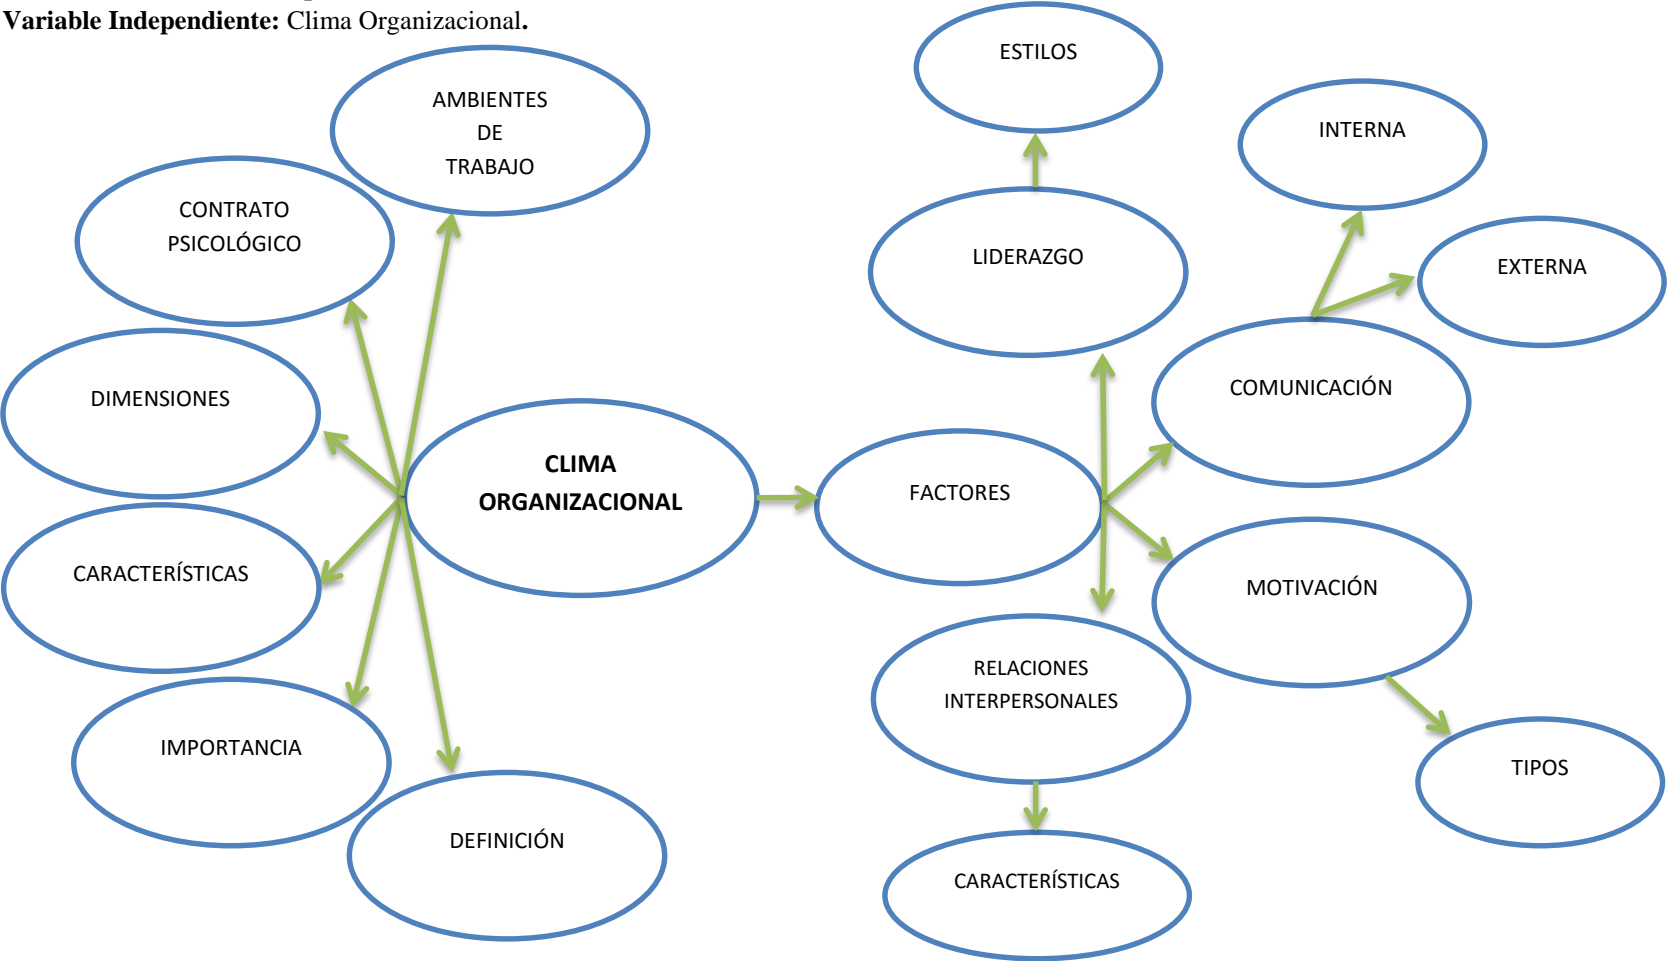 Variable Independiente: Clima Organizacional.
AMBIENTES
DE
TRABAJO
CONTRATO
PSICOLÓGICO
DIMENSIONES
CARACTERÍSTICAS
IMPORTANCIA
DEFINICIÓN
CLIMA
ORGANIZACIONAL
FACTORES
ESTILOS
LIDERAZGO
INTERNA
EXTERNA
COMUNICACIÓN
MOTIVACIÓN
TIPOS
RELACIONES
INTERPERSONALES
CARACTERÍSTICAS